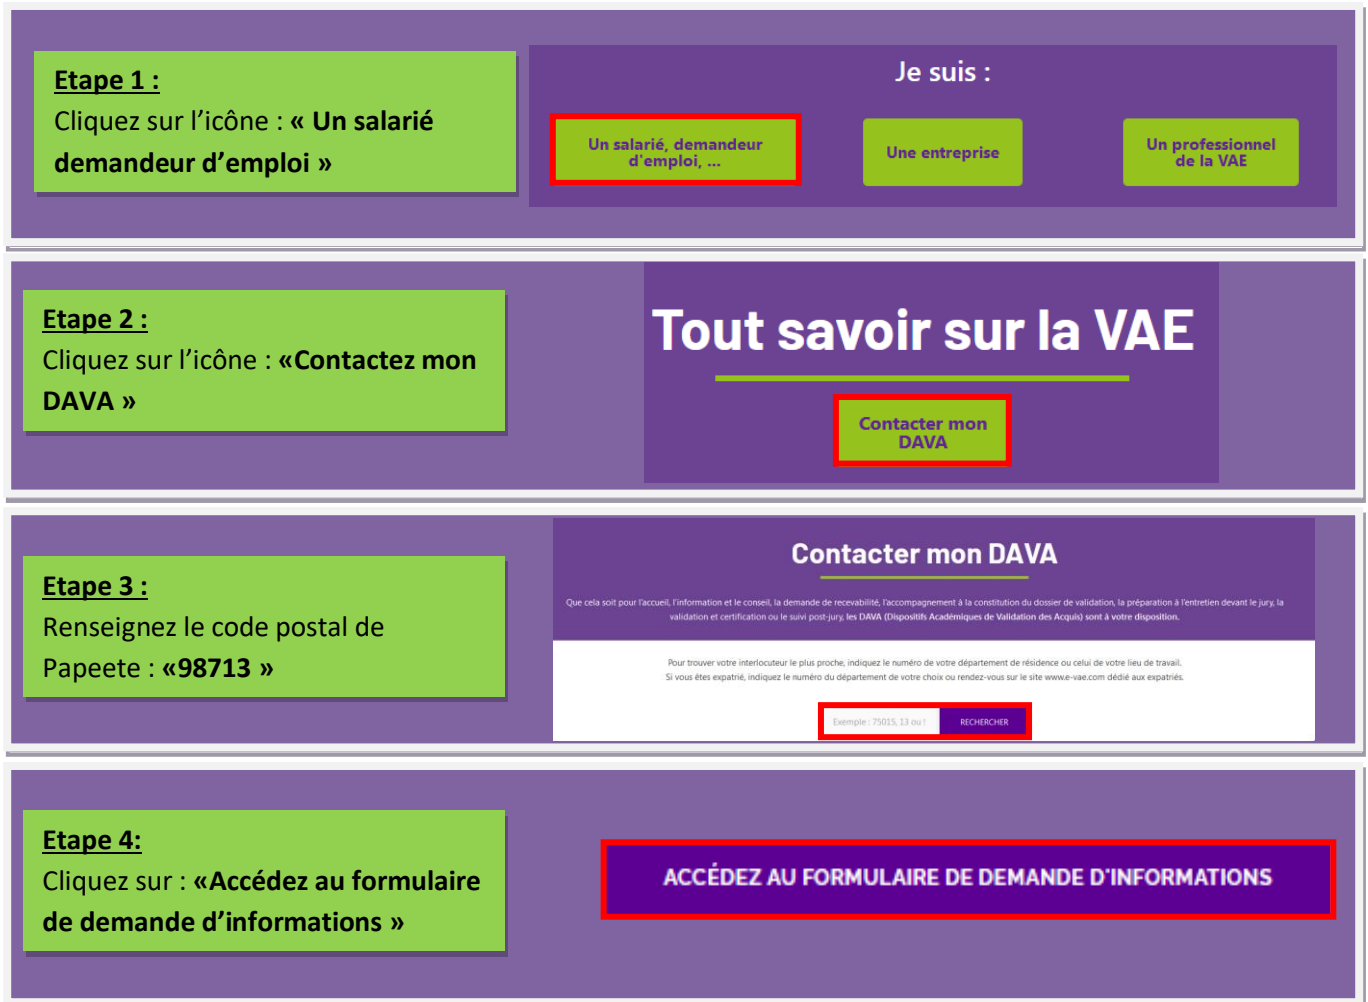 Etape 1 :
Cliquez sur l’icône : « Un salarié
demandeur d’emploi »
Je suis :
Un salarié, demandeur
d'emploi, ...
Une entreprise
Un professionnel
de la VAE
Etape 2 :
Cliquez sur l’icône : «Contactez mon
DAVA »
Tout savoir sur la VAE
Contacter mon
DAVA
Etape 3 :
Renseignez le code postal de
Papeete : «98713 »
Contacter mon DAVA
Que cela soit pour l'accueil, l'information et le conseil, la demande de recevabilité, l'accompagnement à la constitution du dossier de validation, la préparation à l'entretien devant le jury, la
validation et certification ou le suivi post-jury, les DAVA (Dispositifs Académiques de Validation des Acquis) sont à votre disposition.
Pour trouver votre interlocuteur le plus proche, indiquez le numéro de votre département de résidence ou celui de votre lieu de travail.
Si vous êtes expatrié, indiquez le numéro du département de votre choix ou rendez-vous sur le site www.e-vae.com dédié aux expatriés.
Exemple : 75015, 13 ou !
RECHERCHER
Etape 4:
Cliquez sur : «Accédez au formulaire
de demande d’informations »
ACCÉDEZ AU FORMULAIRE DE DEMANDE D'INFORMATIONS